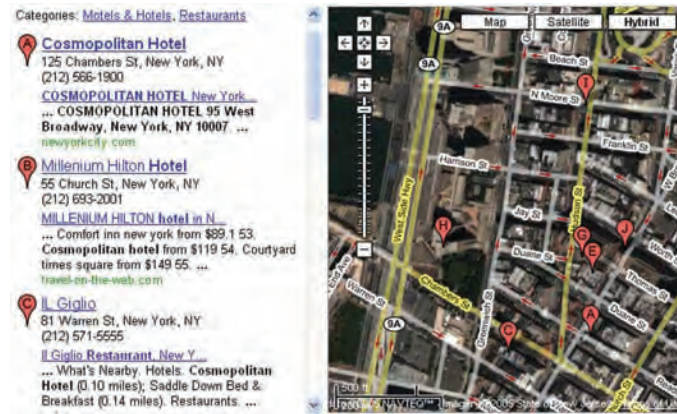 Categories: Motels & Hotels, Restaurants
A
Cosmopolitan Hotel
125 Chambers St, New York, NY
(212) 566-1900
COSMOPOLITAN HOTEL New York...
... COSMOPOLITAN HOTEL 95 West
Broadway, New York, NY 10007. ...
newyorkcity.com
B
Millenium Hilton Hotel
55 Church St, New York, NY
(212) 693-2001
MILLENIUM HILTON hotel in N...
... Comfort inn new york from $89.1 53.
Cosmopolitan hotel from $119 54. Courtyard
times square from $149 55. ...
travel-on-the-web.com
C
IL Giglio
81 Warren St, New York, NY
(212) 571-5555
Il Giglio Restaurant, New Y...
... What's Nearby. Hotels. Cosmopolitan
Hotel (0.10 miles); Saddle Down Bed &
Breakfast (0.14 miles). Restaurants. ...
Map
Satellite
Hybrid
9A
9A
Beach St
I
N Moore St
Franklin St
Harrison St
West Side Hwy
Hudson St
Jay St
H
G
E
J
Worth St
Duane St
Thomas St
End Ave
Warren St
Chambers St
Greenwich St
Duane St
9A
C
A
500 ft
NAVTEQ™